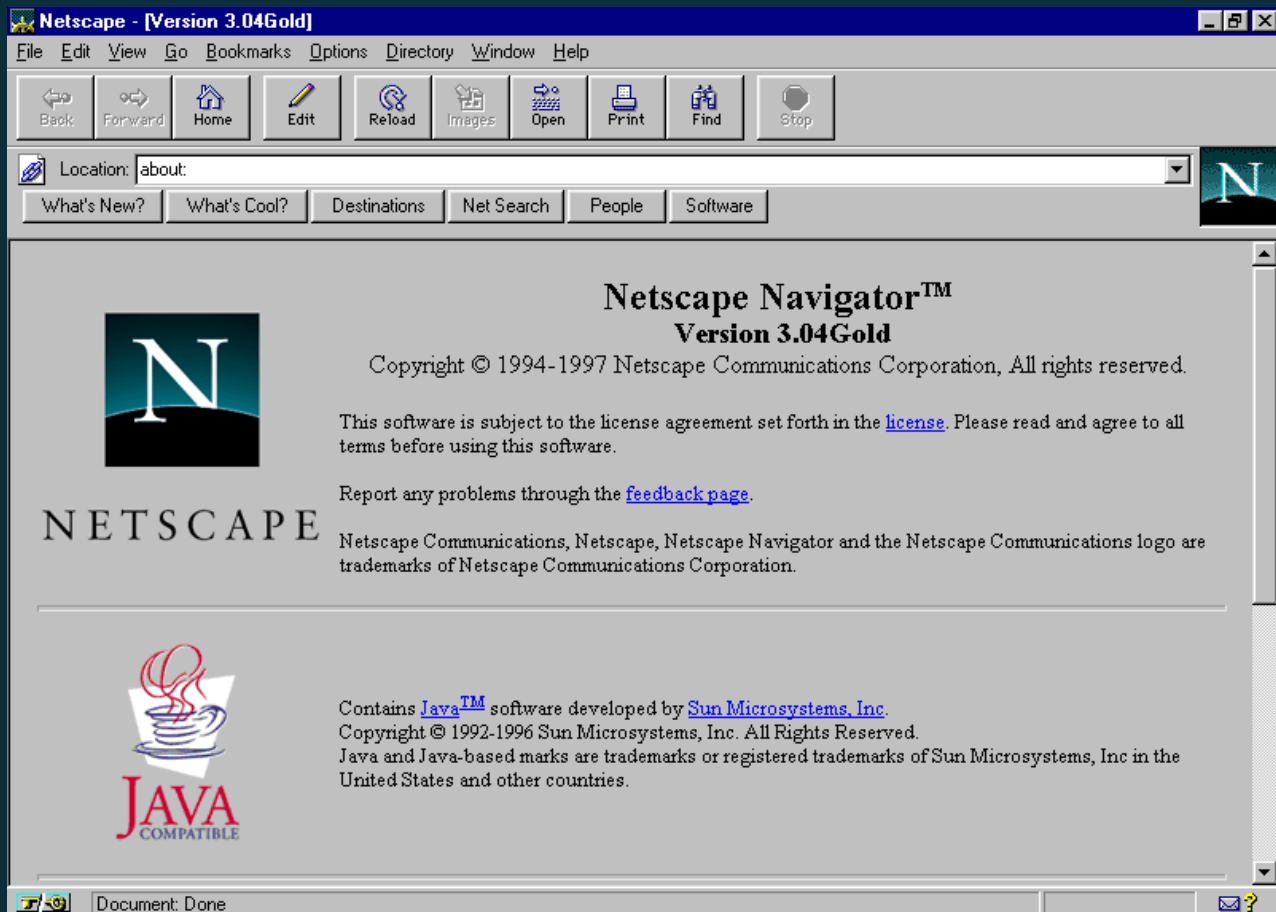 Netscape - [Version 3.04Gold]
File Edit View Go Bookmarks Options Directory Window Help
Back Forward Home Edit Reload Images Open Print Find Stop
Location: about:
N
What's New? What's Cool? Destinations Net Search People Software
Netscape Navigator™
Version 3.04Gold
Copyright © 1994-1997 Netscape Communications Corporation, All rights reserved.
N
NETSCAPE
This software is subject to the license agreement set forth in the license. Please read and agree to all
terms before using this software.
Report any problems through the feedback page.
Netscape Communications, Netscape, Netscape Navigator and the Netscape Communications logo are
trademarks of Netscape Communications Corporation.
JAVA
COMPATIBLE
Contains Java™ software developed by Sun Microsystems, Inc.
Copyright © 1992-1996 Sun Microsystems, Inc. All Rights Reserved.
Java and Java-based marks are trademarks or registered trademarks of Sun Microsystems, Inc in the
United States and other countries.
Document: Done
?